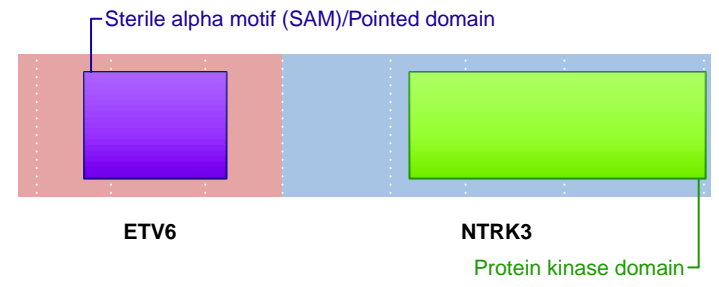 Sterile alpha motif (SAM)/Pointed domain
ETV6
NTRK3
Protein kinase domain